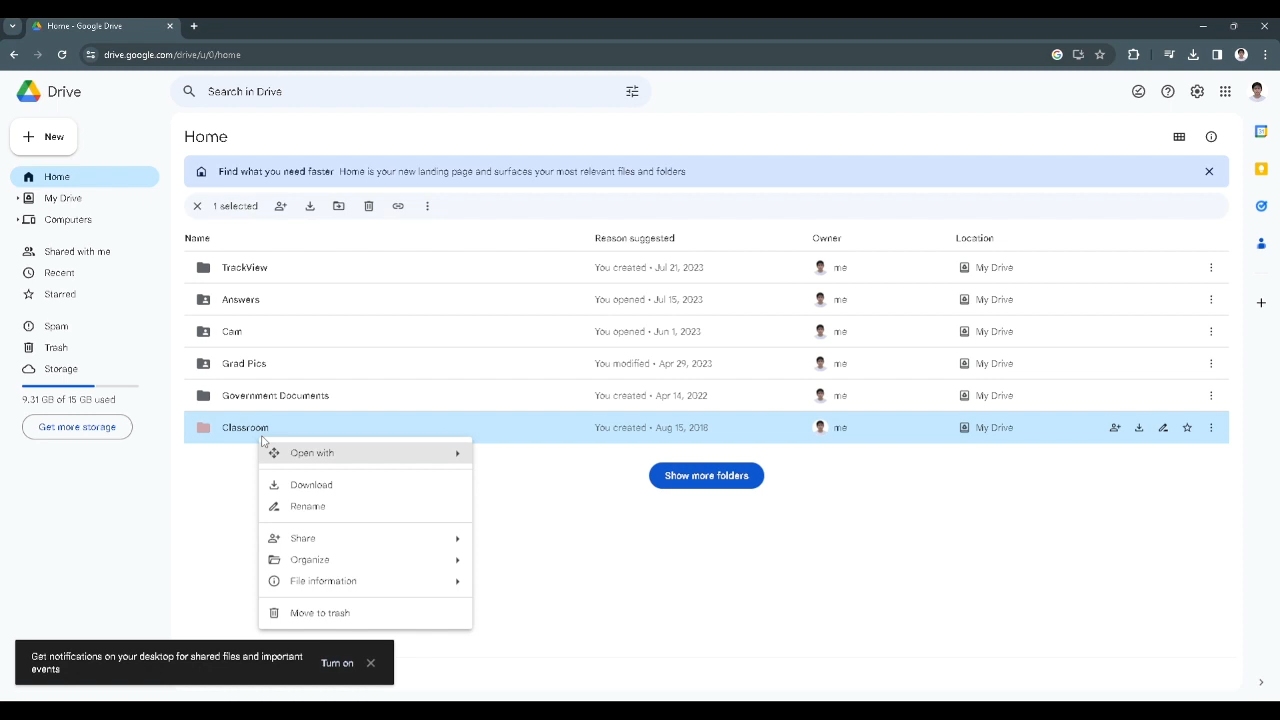 Home - Google Drive
drive.google.com/drive/u/0/home
Drive
Search in Drive
New
Home
My Drive
Computers
Shared with me
Recent
Starred
Spam
Trash
Storage
9.31 GB of 15 GB used
Get more storage
Home
Find what you need faster Home is your new landing page and surfaces your most relevant files and folders
1 selected
Name Reason suggested Owner Location
TrackView You created • Jul 21, 2023 me My Drive
Answers You opened • Jul 15, 2023 me My Drive
Cam You opened • Jun 1, 2023 me My Drive
Grad Pics You modified • Apr 29, 2023 me My Drive
Government Documents You created • Apr 14, 2022 me My Drive
Classroom You created • Aug 15, 2018 me My Drive
Show more folders
Open with
Download
Rename
Share
Organize
File information
Move to trash
Get notifications on your desktop for shared files and important
events
Turn on